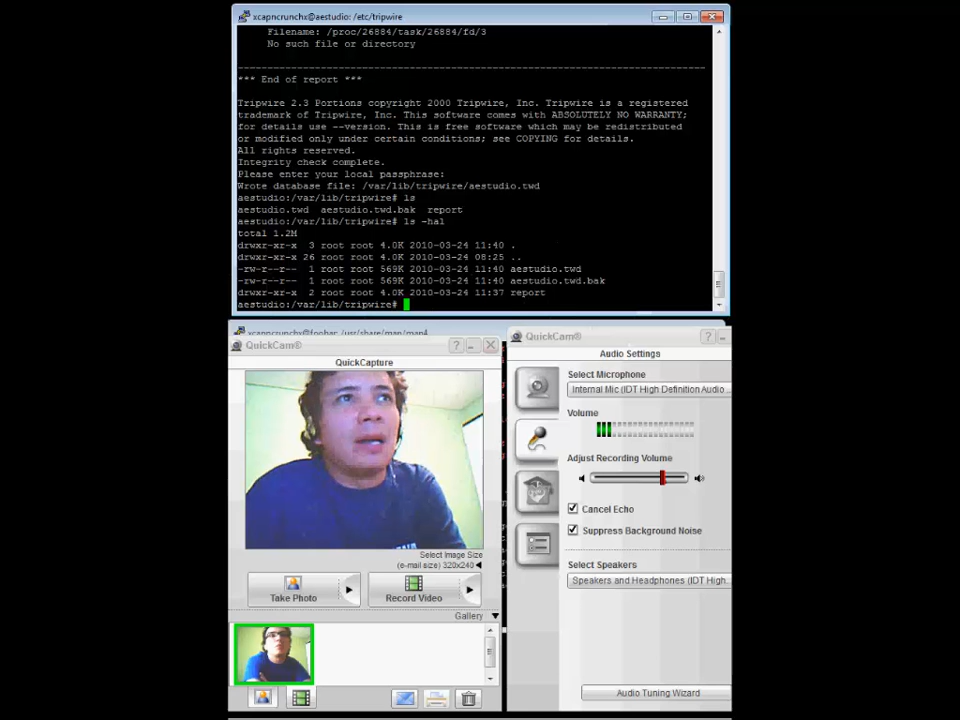 xcapncrunchx@aestudio: /etc/tripwire
Filename: /proc/26884/task/26884/fd/3
No such file or directory
*** End of report ***
Tripwire 2.3 Portions copyright 2000 Tripwire, Inc. Tripwire is a registered
trademark of Tripwire, Inc. This software comes with ABSOLUTELY NO WARRANTY;
for details use --version. This is free software which may be redistributed
or modified only under certain conditions; see COPYING for details.
All rights reserved.
Integrity check complete.
Please enter your local passphrase:
Wrote database file: /var/lib/tripwire/aestudio.twd
aestudio:/var/lib/tripwire# ls
aestudio.twd  aestudio.twd.bak  report
aestudio:/var/lib/tripwire# ls -hal
total 1.2M
drwxr-xr-x  3 root root 4.0K 2010-03-24 11:40 .
drwxr-xr-x 26 root root 4.0K 2010-03-24 08:25 ..
-rw-r--r--  1 root root 569K 2010-03-24 11:40 aestudio.twd
-rw-r--r--  1 root root 569K 2010-03-24 11:40 aestudio.twd.bak
drwxr-xr-x  2 root root 4.0K 2010-03-24 11:37 report
aestudio:/var/lib/tripwire#
xcapncrunchx@foobar: /usr/share/man/man4
QuickCam®
QuickCapture
Select Image Size
(e-mail size) 320x240
Take Photo
Record Video
Gallery
QuickCam®
Audio Settings
Select Microphone
Internal Mic (IDT High Definition Audio ...
Volume
Adjust Recording Volume
Cancel Echo
Suppress Background Noise
Select Speakers
Speakers and Headphones (IDT High...
Audio Tuning Wizard